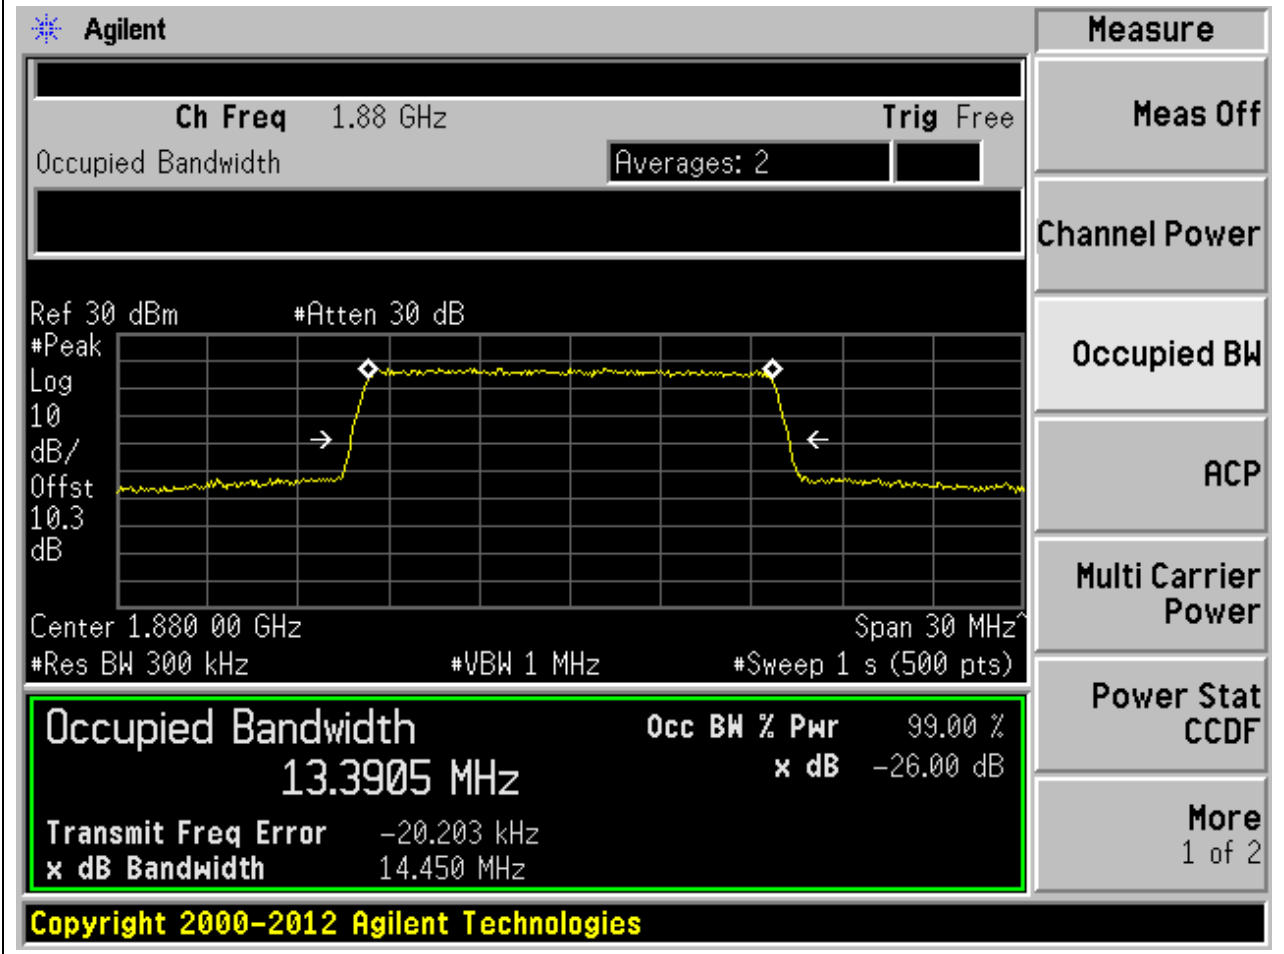 Agilent
Measure
Ch Freq 1.88 GHz Trig Free
Meas Off
Occupied Bandwidth Averages: 2
Channel Power
Ref 30 dBm #Atten 30 dB
#Peak
Log
10
dB/
Offst
10.3
dB
Occupied BW
ACP
Center 1.880 00 GHz Span 30 MHz^
#Res BW 300 kHz #VBW 1 MHz #Sweep 1 s (500 pts)
Multi Carrier
Power
Occupied Bandwidth Occ BW % Pwr 99.00 %
13.3905 MHz x dB -26.00 dB
Transmit Freq Error -20.203 kHz
x dB Bandwidth 14.450 MHz
Power Stat
CCDF
More
1 of 2
Copyright 2000-2012 Agilent Technologies